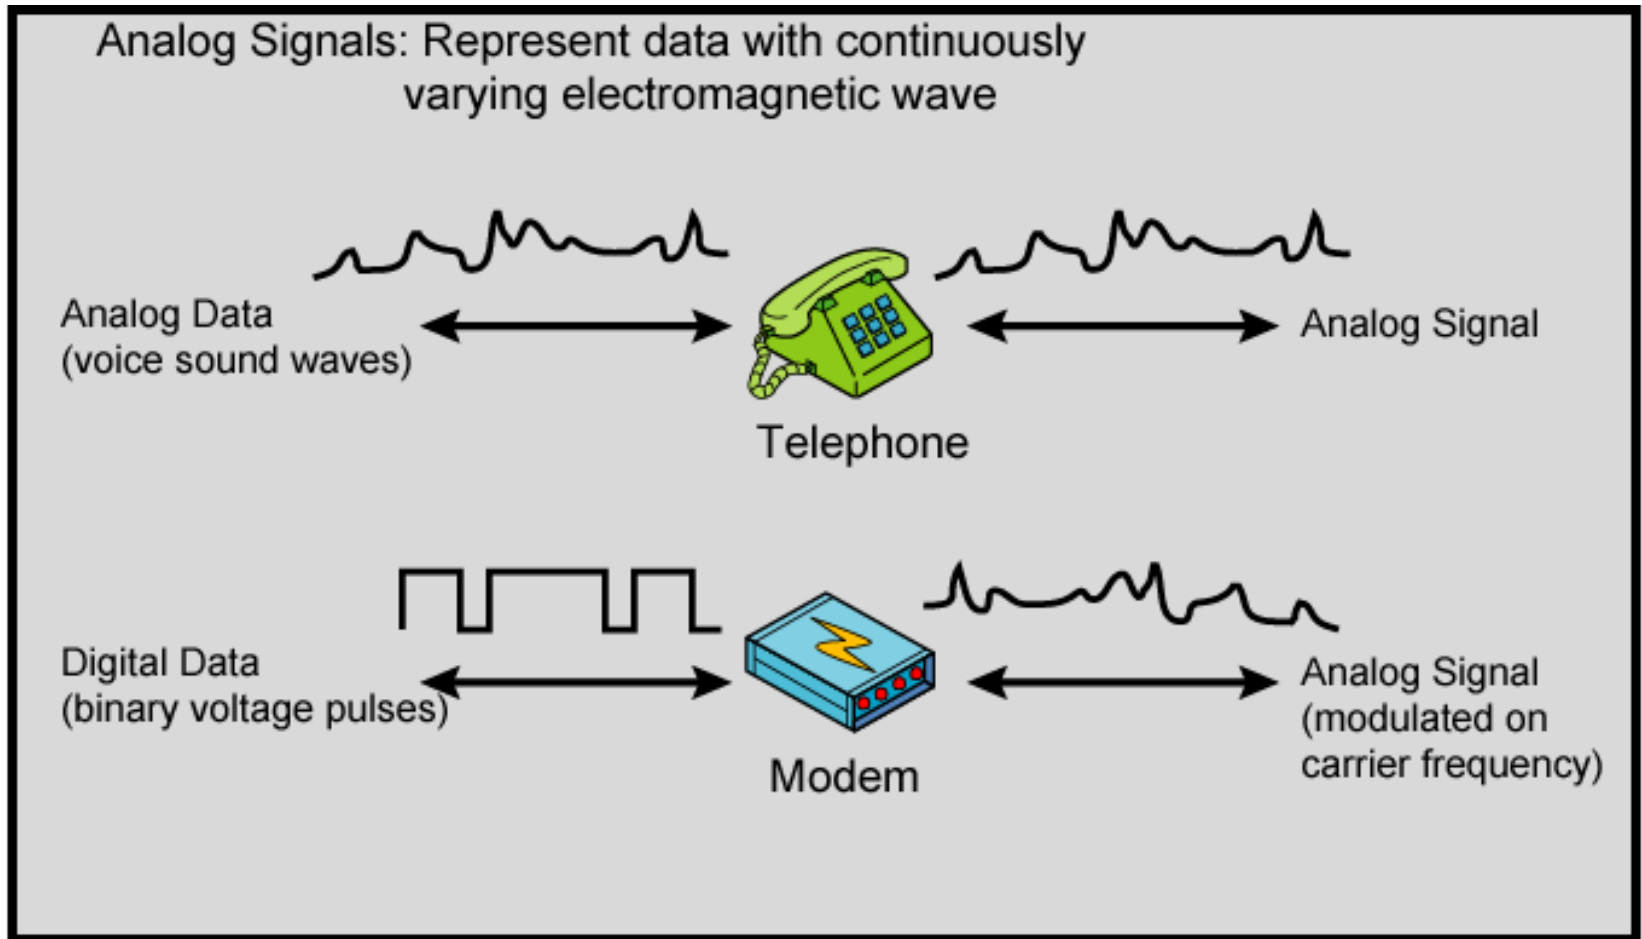 Analog Signals: Represent data with continuously
varying electromagnetic wave
Analog Data
(voice sound waves)
Analog Signal
Telephone
Digital Data
(binary voltage pulses)
Analog Signal
(modulated on
carrier frequency)
Modem